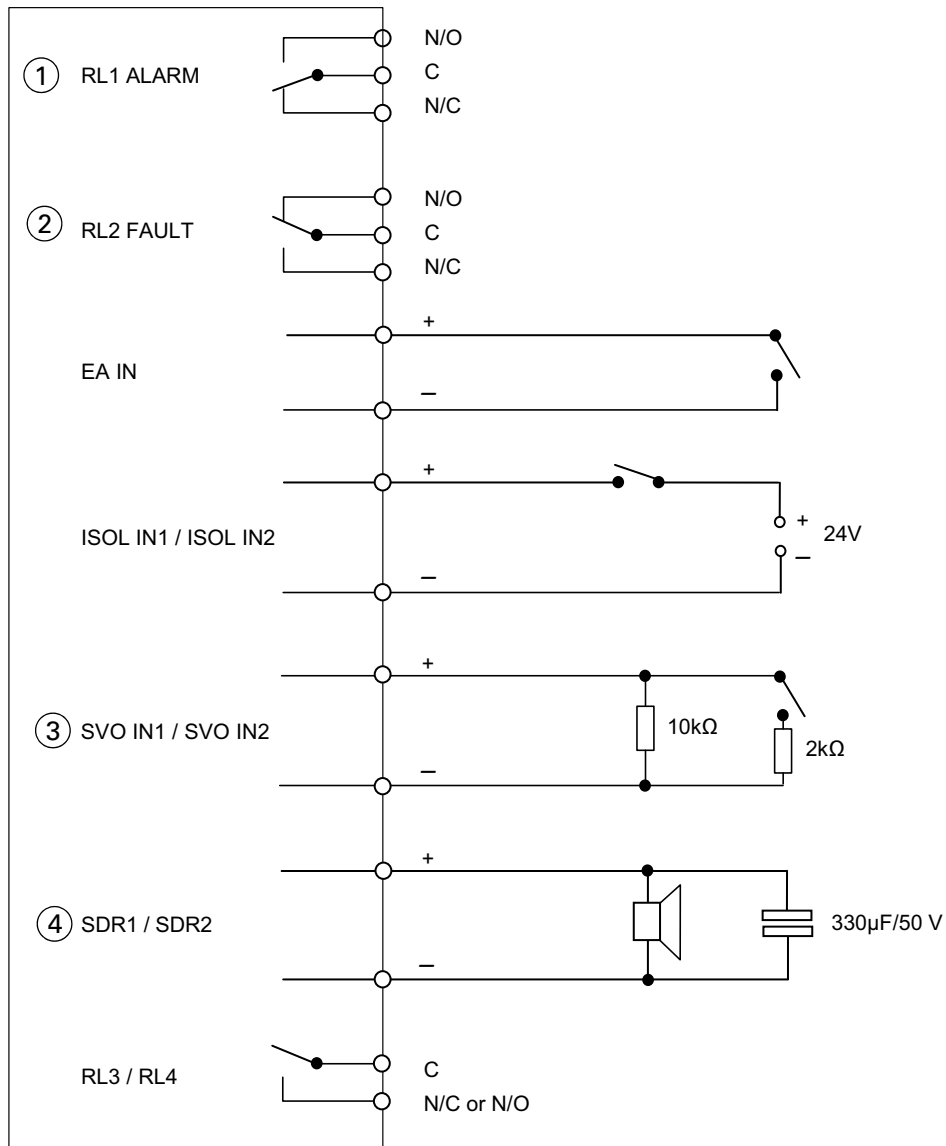 N/O
① RL1 ALARM
C
N/C
N/O
② RL2 FAULT
C
N/C
+
EA IN
–
+
ISOL IN1 / ISOL IN2
+
24V
–
–
+
③ SVO IN1 / SVO IN2
10kΩ
2kΩ
–
+
④ SDR1 / SDR2
330µF/50 V
–
RL3 / RL4
C
N/C or N/O